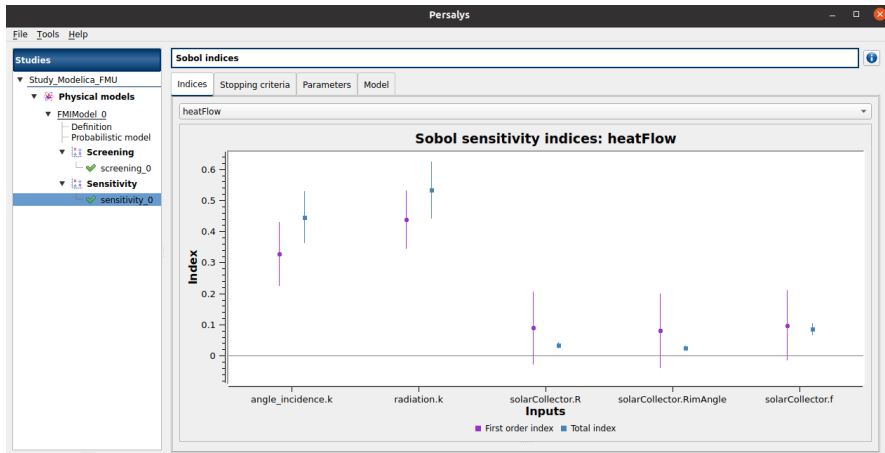 Persalys
File Tools Help
Studies
Study_Modelica_FMU
Physical models
FMIModel_0
Definition
Probabilistic model
Screening
screening_0
Sensitivity
sensitivity_0
Sobol indices
Indices Stopping criteria Parameters Model
heatFlow
Sobol sensitivity indices: heatFlow
0.6
0.5
0.4
0.3
0.2
0.1
0
Index
angle_incidence.k radiation.k solarCollector.R solarCollector.RimAngle solarCollector.f
Inputs
First order index Total index